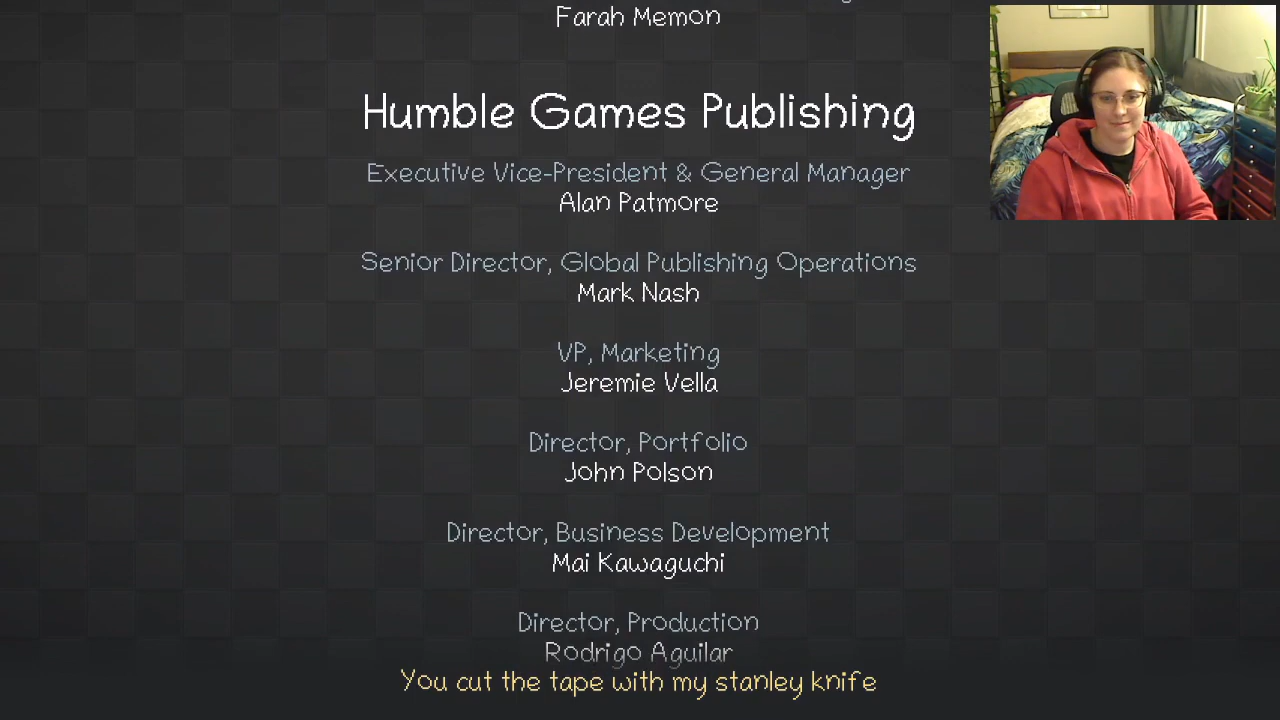 Farah Memon
Humble Games Publishing
Executive Vice-President & General Manager
Alan Patmore
Senior Director, Global Publishing Operations
Mark Nash
VP, Marketing
Jeremie Vella
Director, Portfolio
John Polson
Director, Business Development
Mai Kawaguchi
Director, Production
Rodrigo Aguilar
You cut the tape with my stanley knife